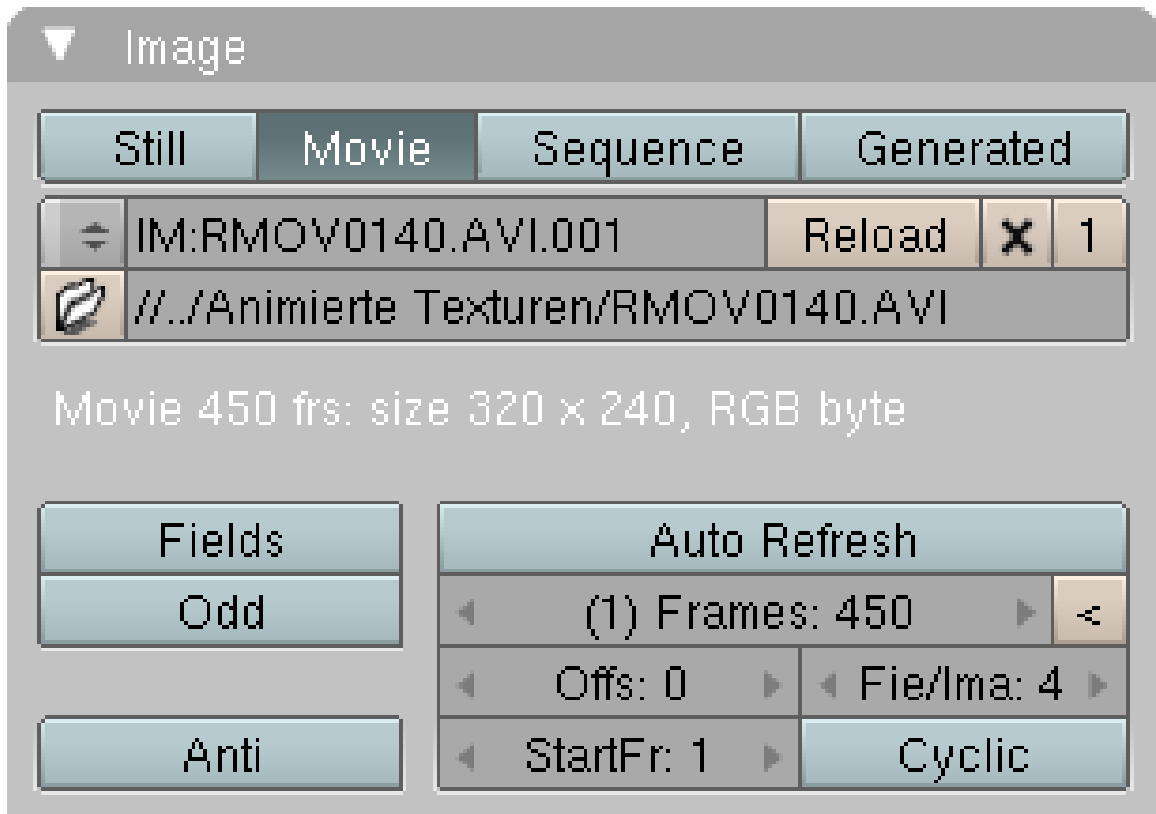 Image
Still Movie Sequence Generated
IM:RMOV0140.AVI.001 Reload X 1
//../Animierte Texturen/RMOV0140.AVI
Movie 450 frs: size 320 x 240, RGB byte
Fields Auto Refresh
Odd (1) Frames: 450 <
Offs: 0 Fie/Ima: 4
Anti StartFr: 1 Cyclic